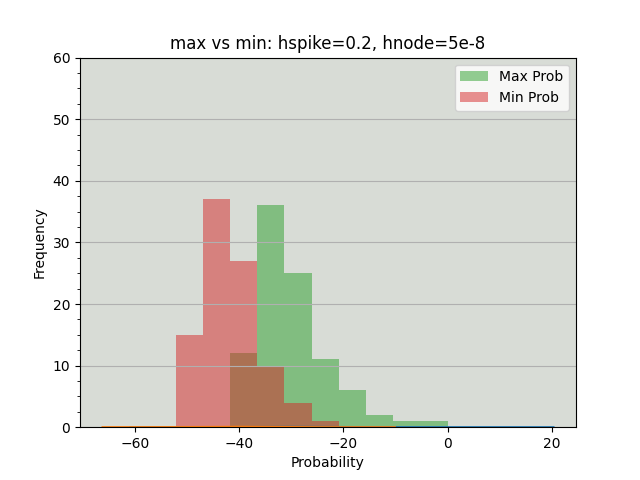 max vs min: hspike=0.2, hnode=5e-8
Max Prob
Min Prob
60
50
40
30
20
10
0
Frequency
−60
−40
−20
0
20
Probability